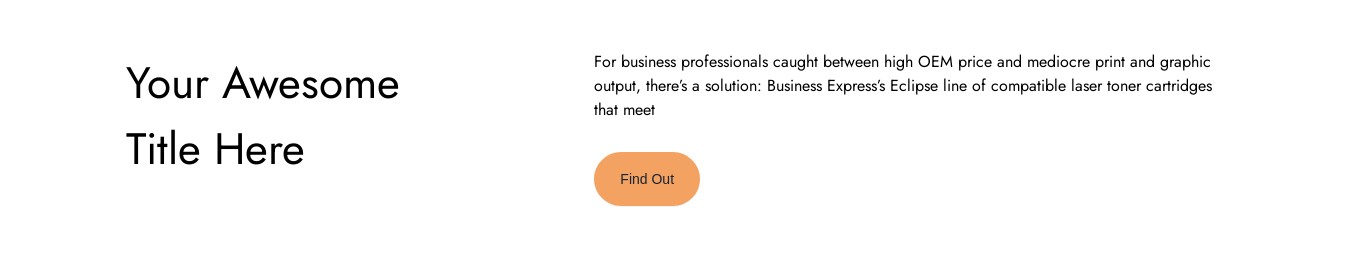 Your Awesome
Title Here
For business professionals caught between high OEM price and mediocre print and graphic
output, there’s a solution: Business Express’s Eclipse line of compatible laser toner cartridges
that meet
Find Out